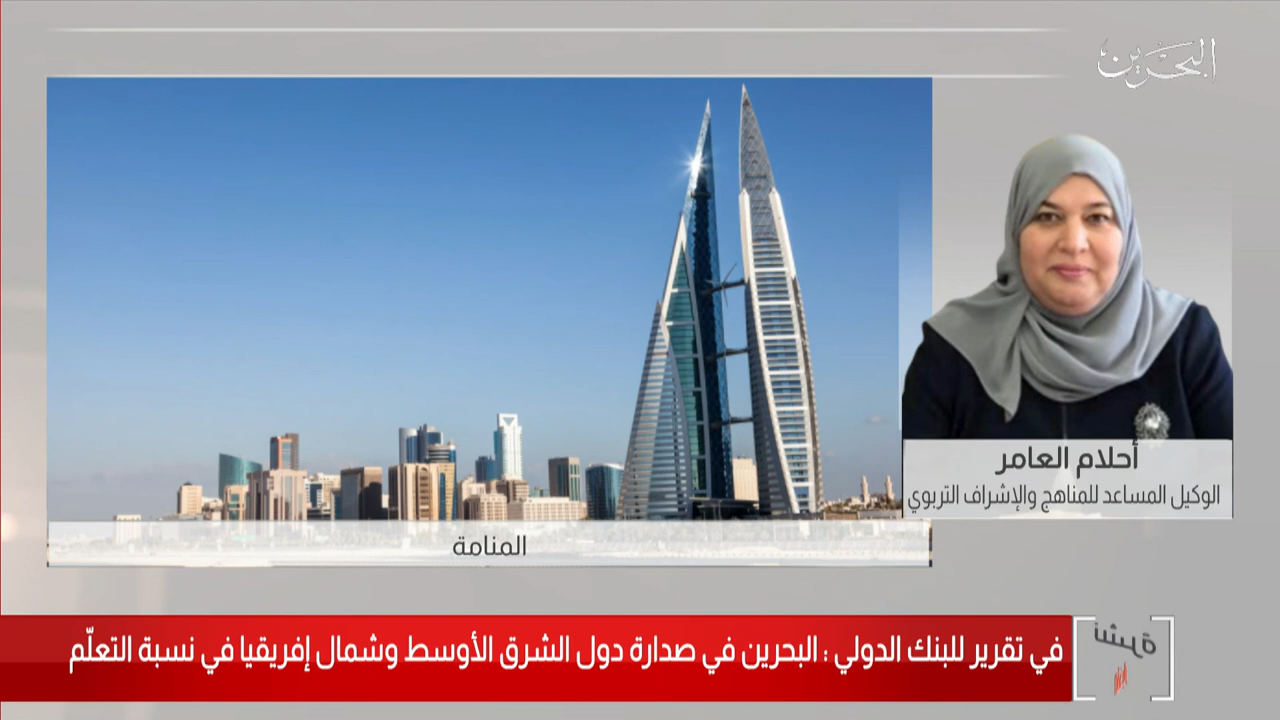 البحرين
أحلام العامر
الوكيل المساعد للمناهج والإشراف التربوي
المنامة
في تقرير للبنك الدولي : البحرين في صدارة دول الشرق الأوسط وشمال إفريقيا في نسبة التعلّم
نشرة